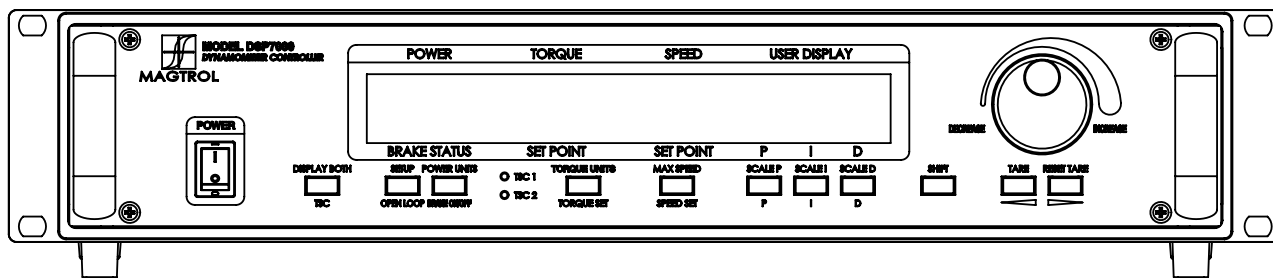 MODEL DSP7000
DYNAMOMETER CONTROLLER
MAGTROL
POWER TORQUE SPEED USER DISPLAY
BRAKE STATUS SET POINT SET POINT P I D
POWER
DECREASE INCREASE
DISPLAY BOTH SETUP POWER UNITS TSC 1 TORQUE UNITS MAX SPEED SCALE P SCALE I SCALE D SHIFT TARE RESET TARE
TSC OPEN LOOP BRAKE ON/OFF TSC 2 TORQUE SET SPEED SET P I D